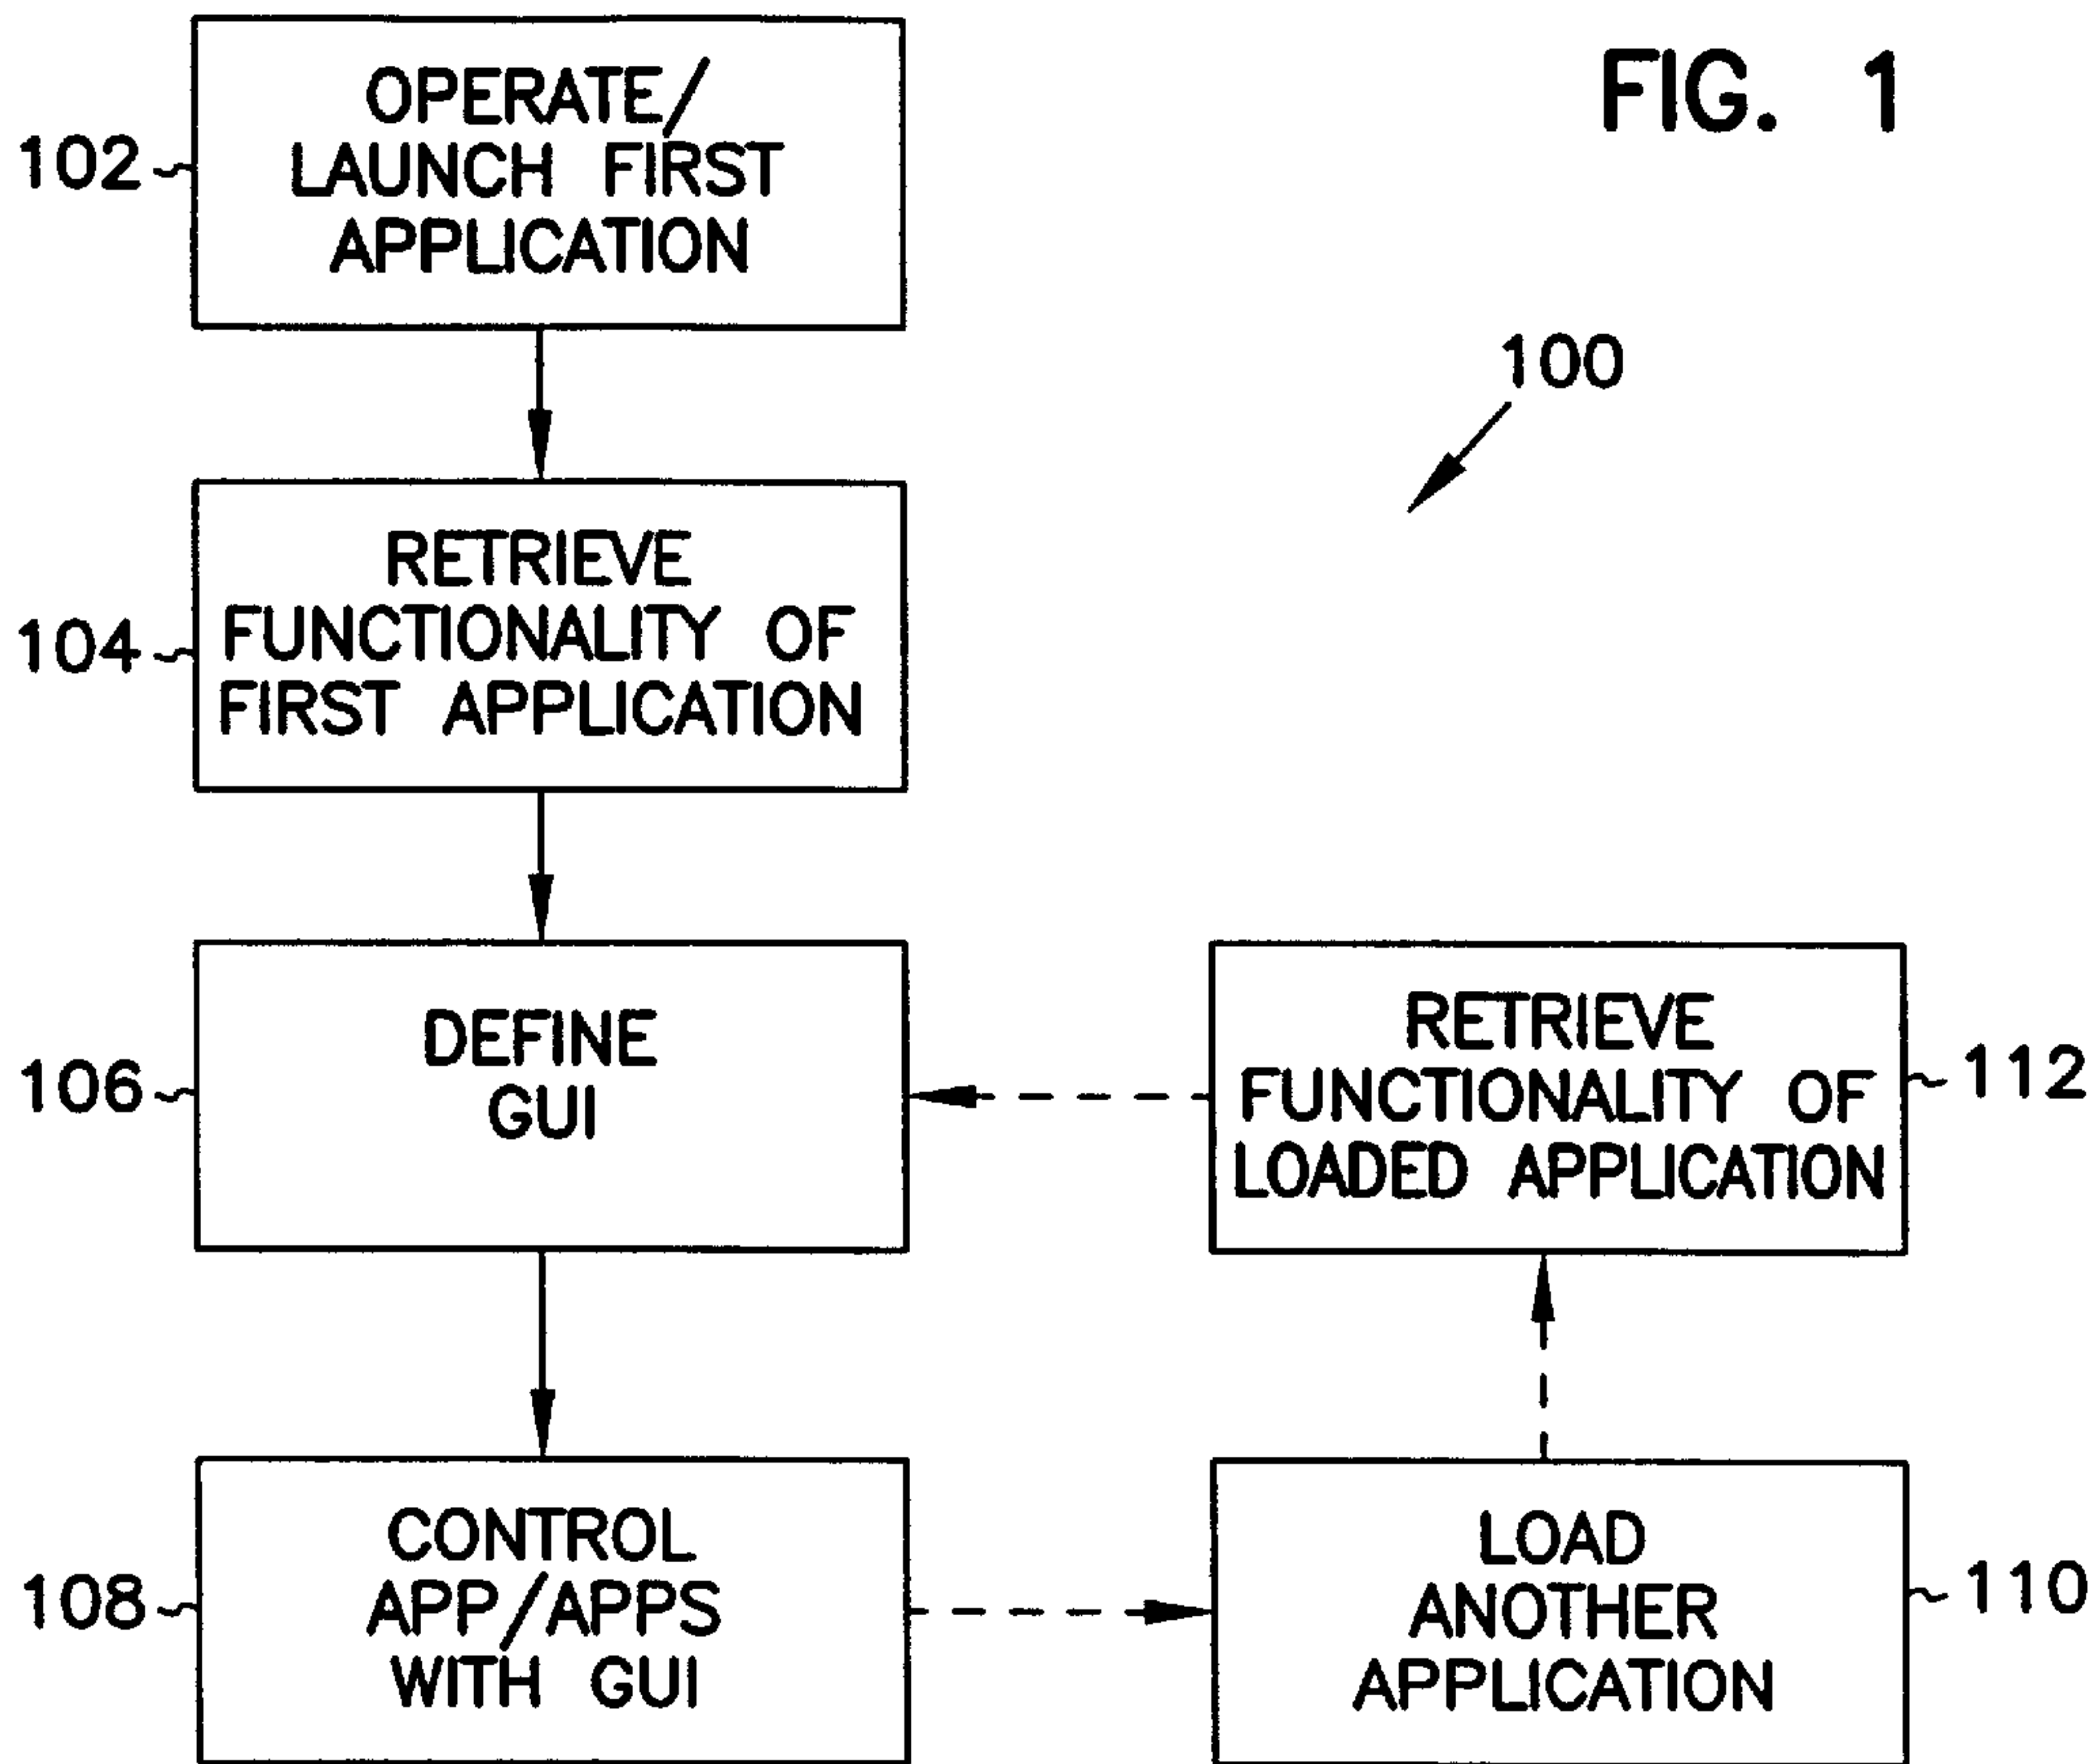 FIG. 1
100
102
OPERATE/
LAUNCH FIRST
APPLICATION
104
RETRIEVE
FUNCTIONALITY OF
FIRST APPLICATION
106
DEFINE
GUI
RETRIEVE
FUNCTIONALITY OF
LOADED APPLICATION
112
108
CONTROL
APP/APPS
WITH GUI
LOAD
ANOTHER
APPLICATION
110